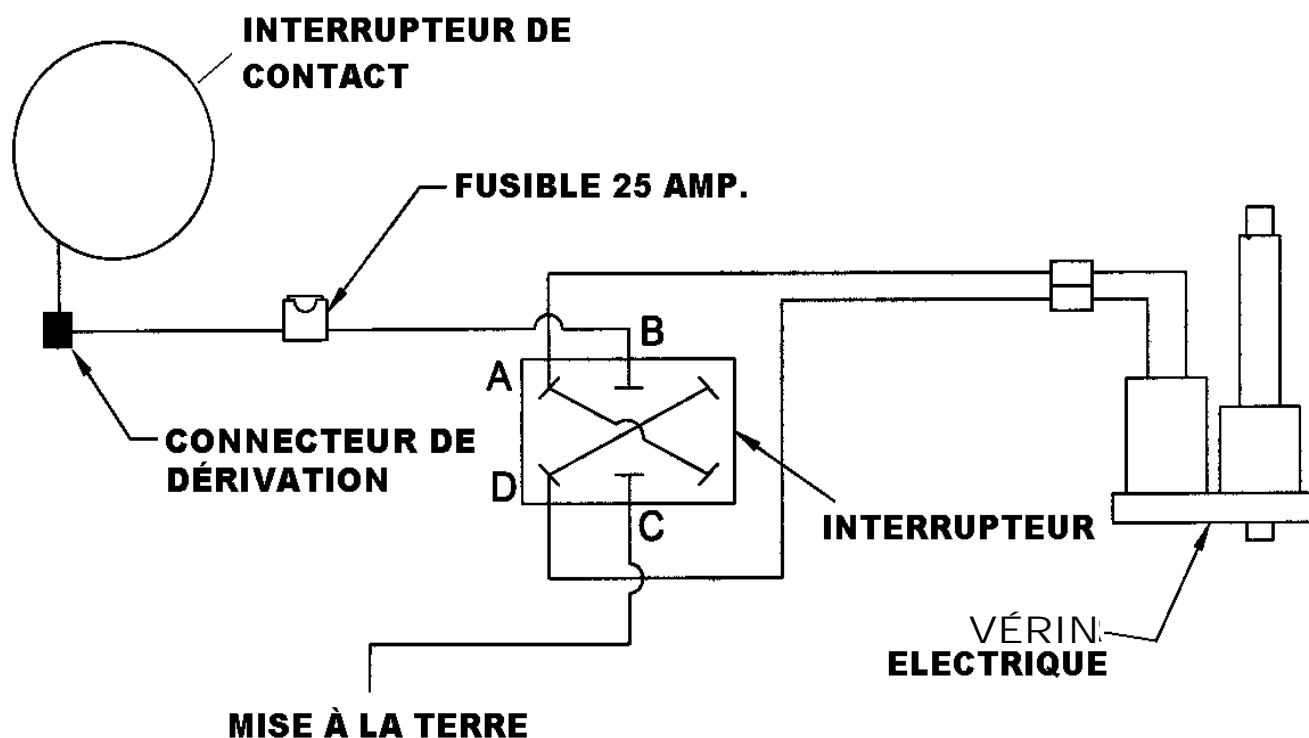 INTERRUPTEUR DE
CONTACT
FUSIBLE 25 AMP.
B
A
CONNECTEUR DE
DÉRIVATION
D
C
INTERRUPTEUR
VÉRIN
ELECTRIQUE
MISE À LA TERRE